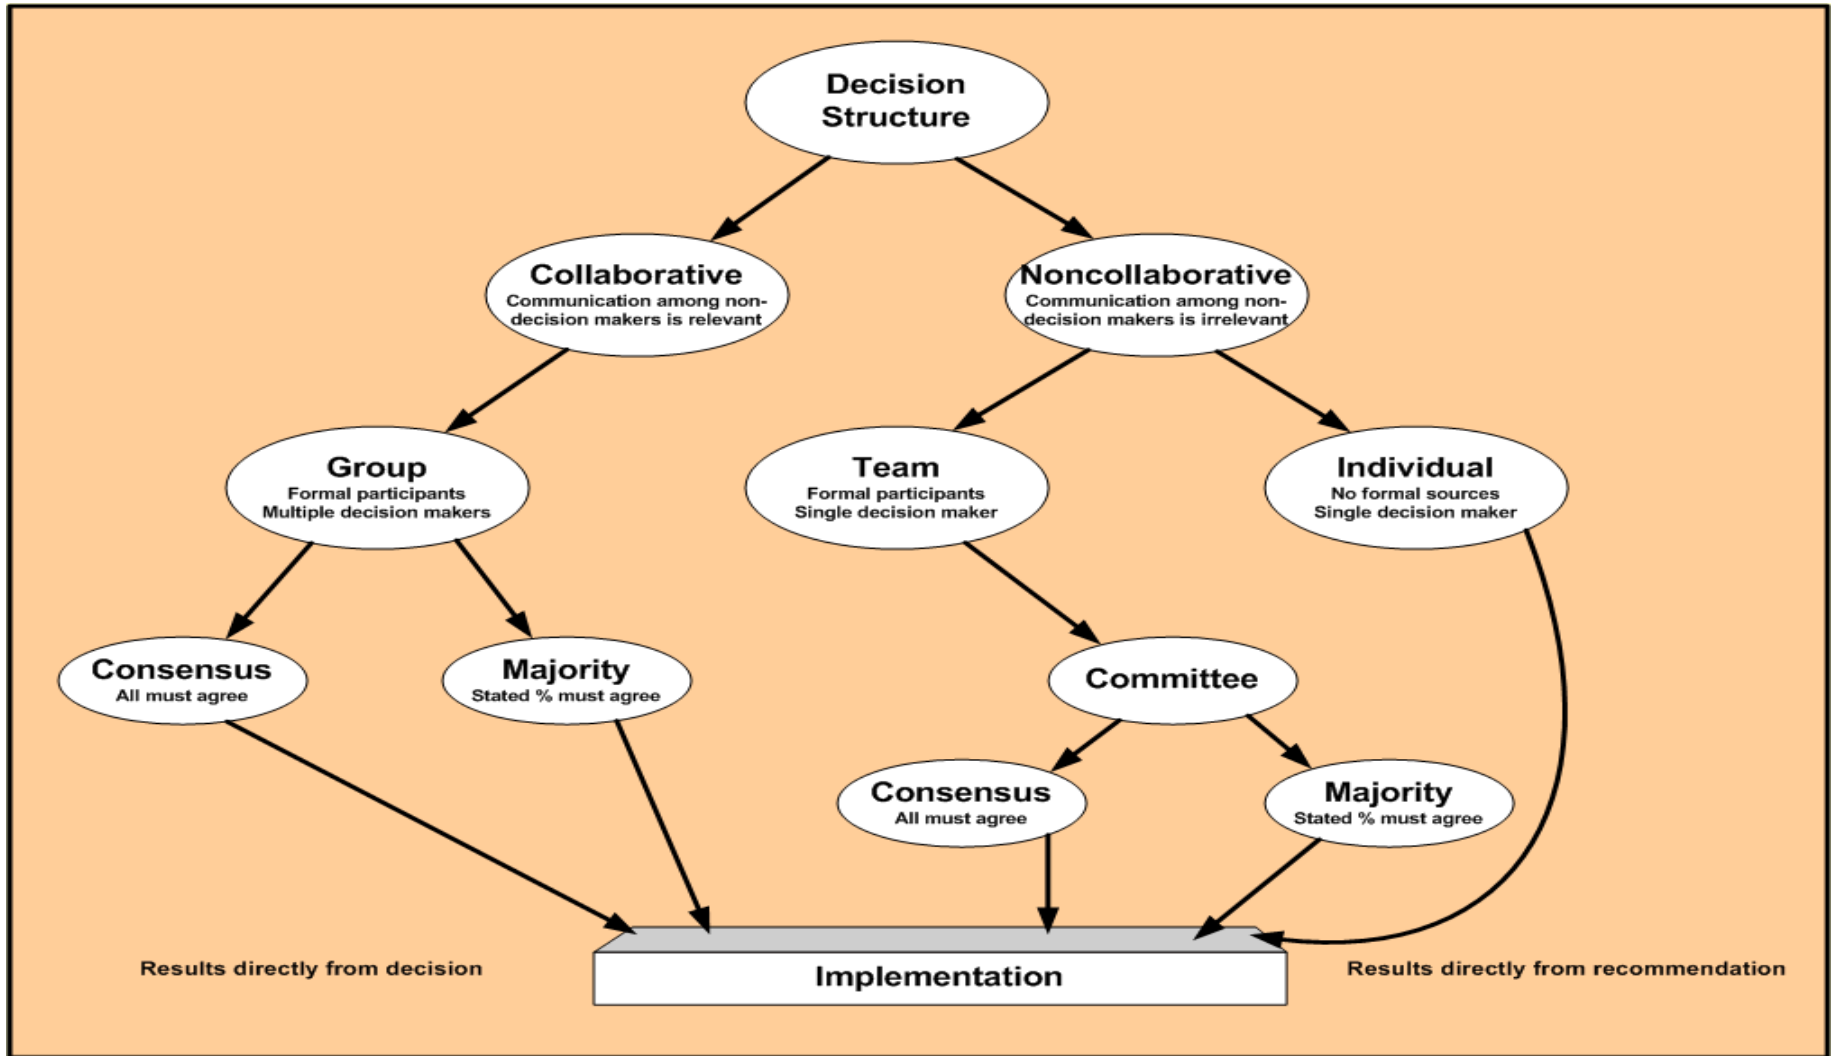 Decision
Structure
Collaborative
Communication among non-
decision makers is relevant
Noncollaborative
Communication among non-
decision makers is irrelevant
Group
Formal participants
Multiple decision makers
Team
Formal participants
Single decision maker
Individual
No formal sources
Single decision maker
Consensus
All must agree
Majority
Stated % must agree
Committee
Consensus
All must agree
Majority
Stated % must agree
Results directly from decision
Implementation
Results directly from recommendation